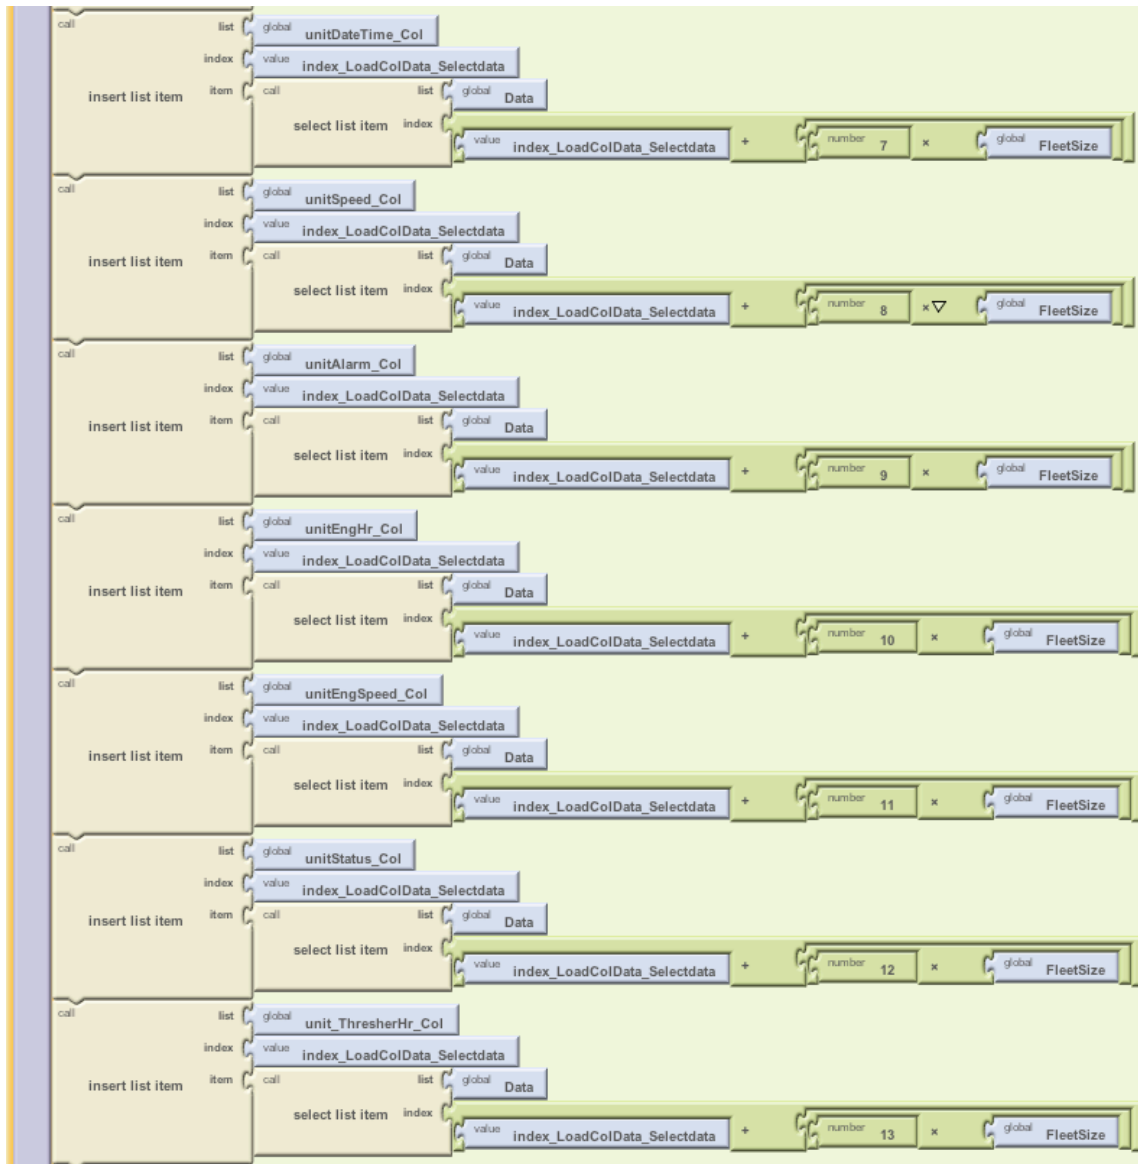 call list global unitDateTime_Col
index value index_LoadColData_Selectdata
insert list item item call list global Data
select list item index value index_LoadColData_Selectdata + number 7 × global FleetSize
call list global unitSpeed_Col
index value index_LoadColData_Selectdata
insert list item item call list global Data
select list item index value index_LoadColData_Selectdata + number 8 × global FleetSize
call list global unitAlarm_Col
index value index_LoadColData_Selectdata
insert list item item call list global Data
select list item index value index_LoadColData_Selectdata + number 9 × global FleetSize
call list global unitEngHr_Col
index value index_LoadColData_Selectdata
insert list item item call list global Data
select list item index value index_LoadColData_Selectdata + number 10 × global FleetSize
call list global unitEngSpeed_Col
index value index_LoadColData_Selectdata
insert list item item call list global Data
select list item index value index_LoadColData_Selectdata + number 11 × global FleetSize
call list global unitStatus_Col
index value index_LoadColData_Selectdata
insert list item item call list global Data
select list item index value index_LoadColData_Selectdata + number 12 × global FleetSize
call list global unit_ThresherHr_Col
index value index_LoadColData_Selectdata
insert list item item call list global Data
select list item index value index_LoadColData_Selectdata + number 13 × global FleetSize